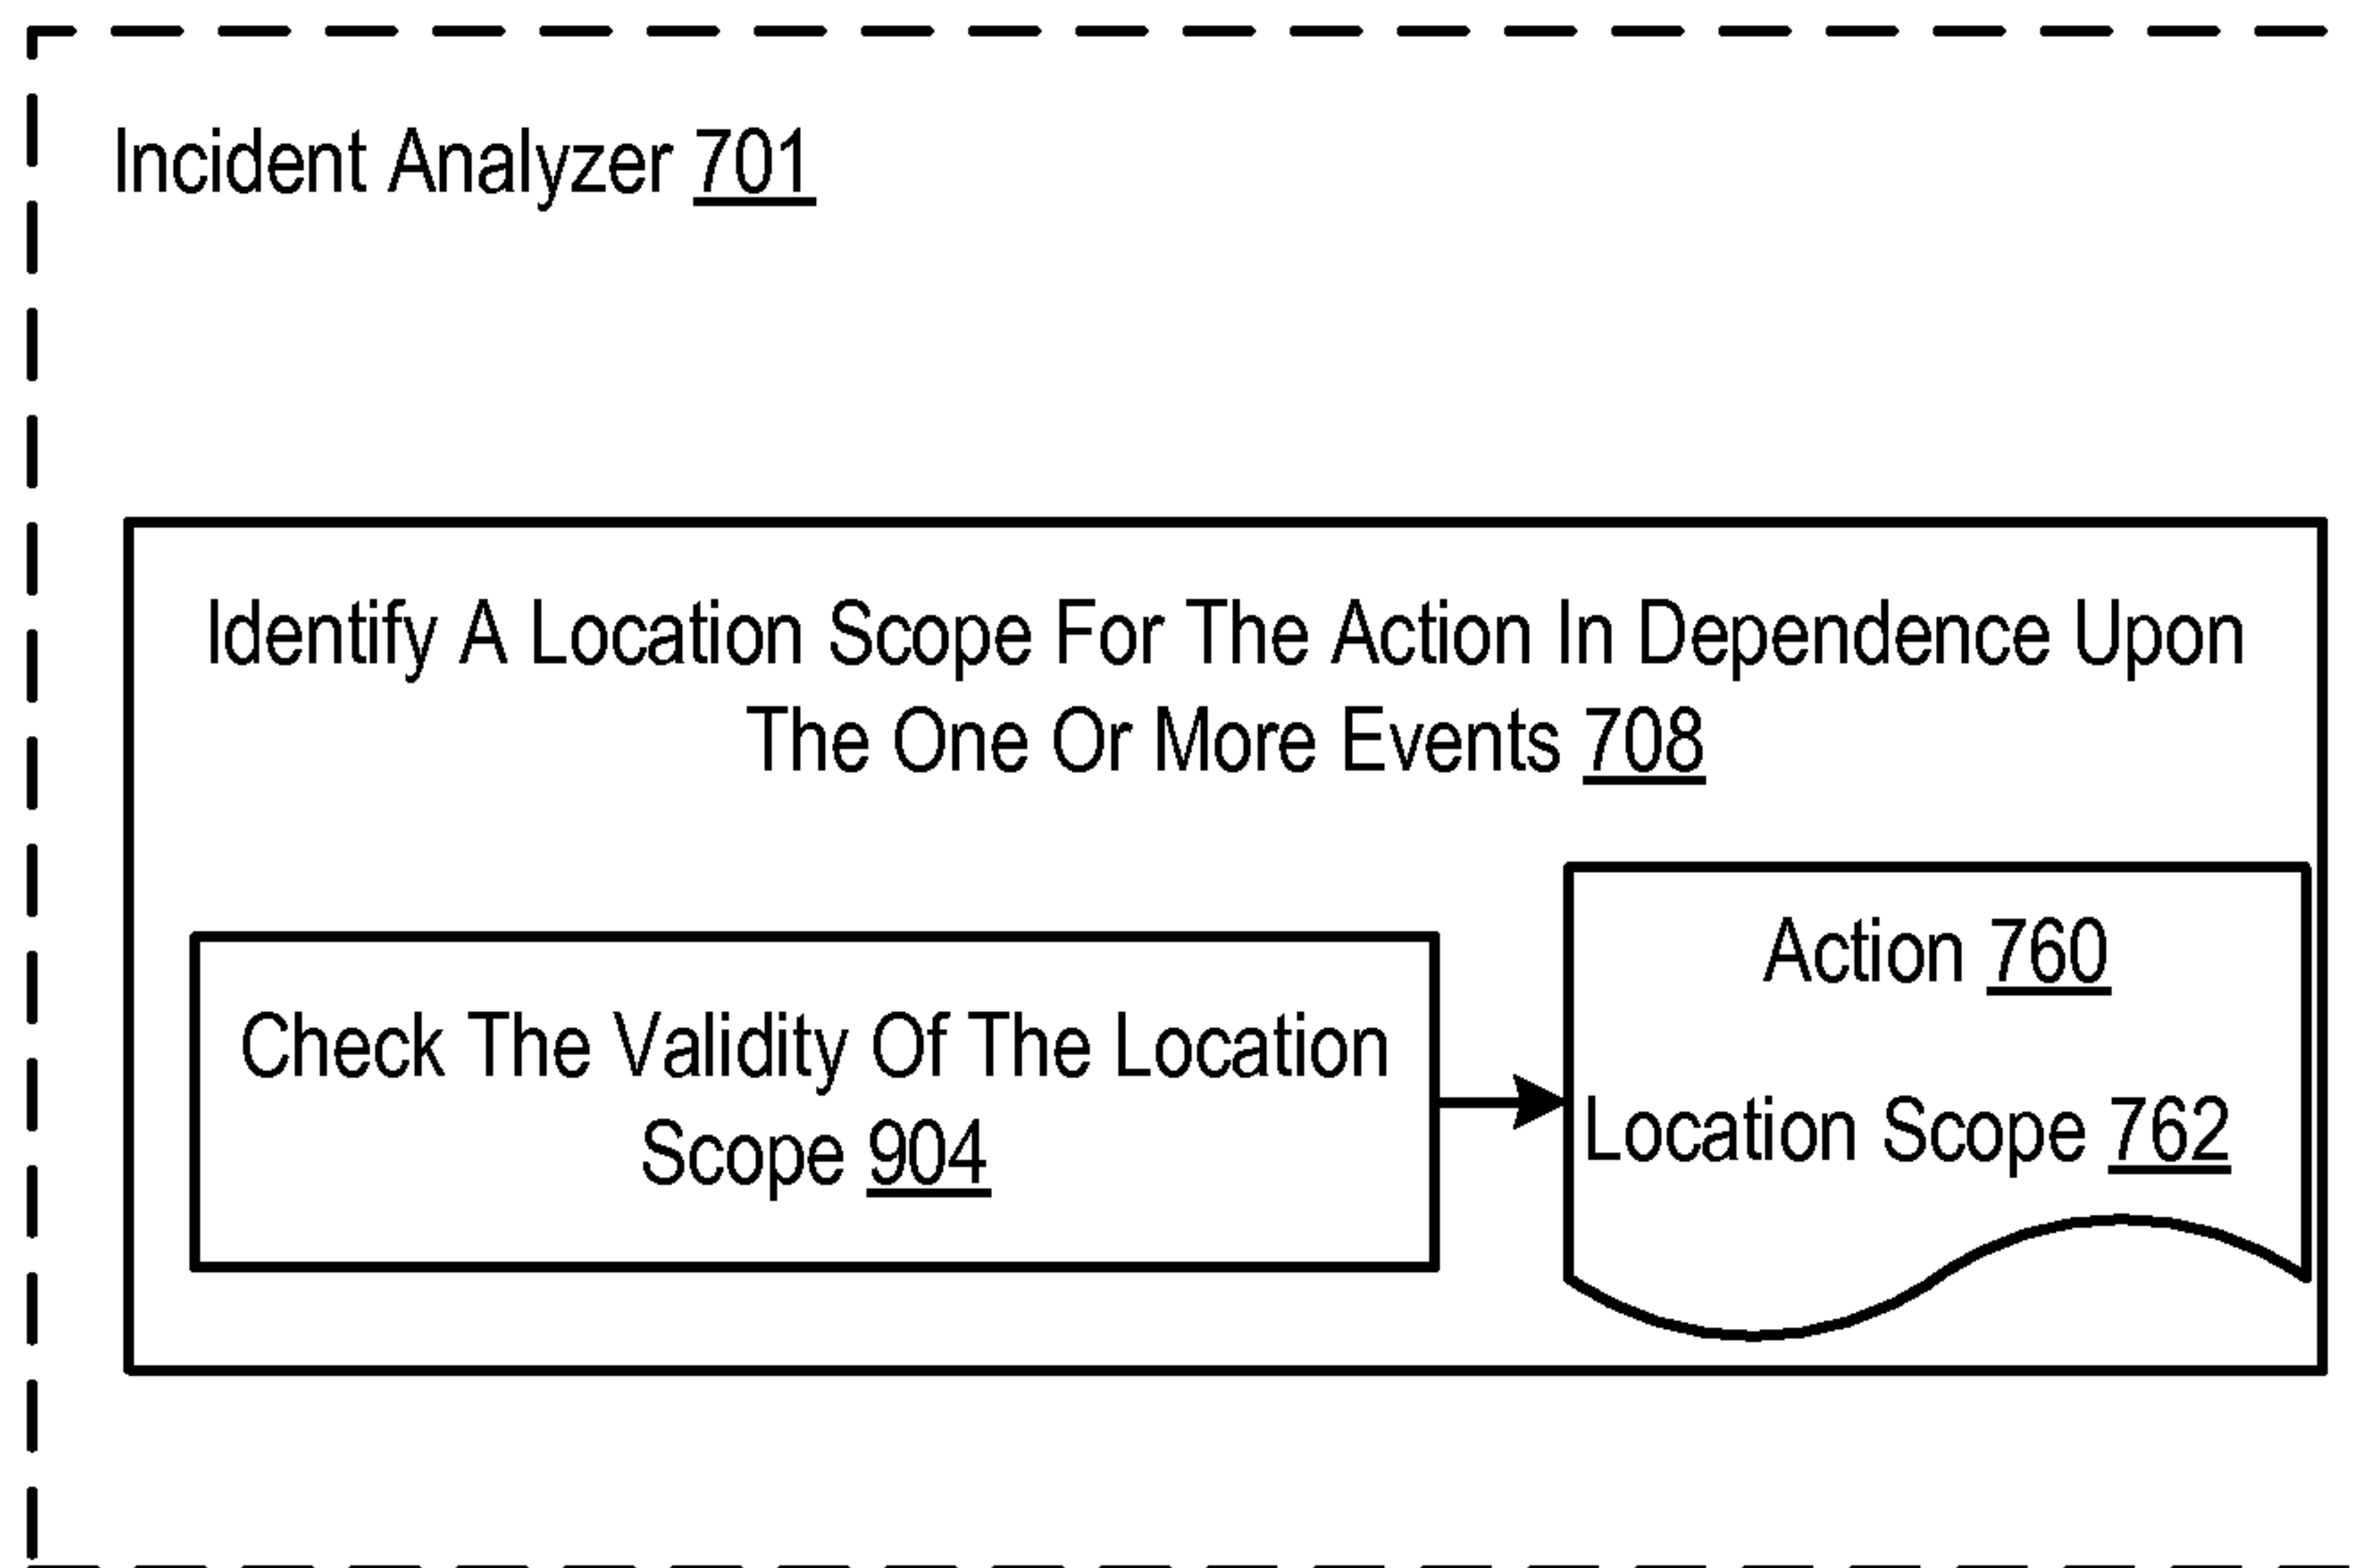 Incident Analyzer 701
Identify A Location Scope For The Action In Dependence Upon
The One Or More Events 708
Action 760
Check The Validity Of The Location
Scope 904
Location Scope 762